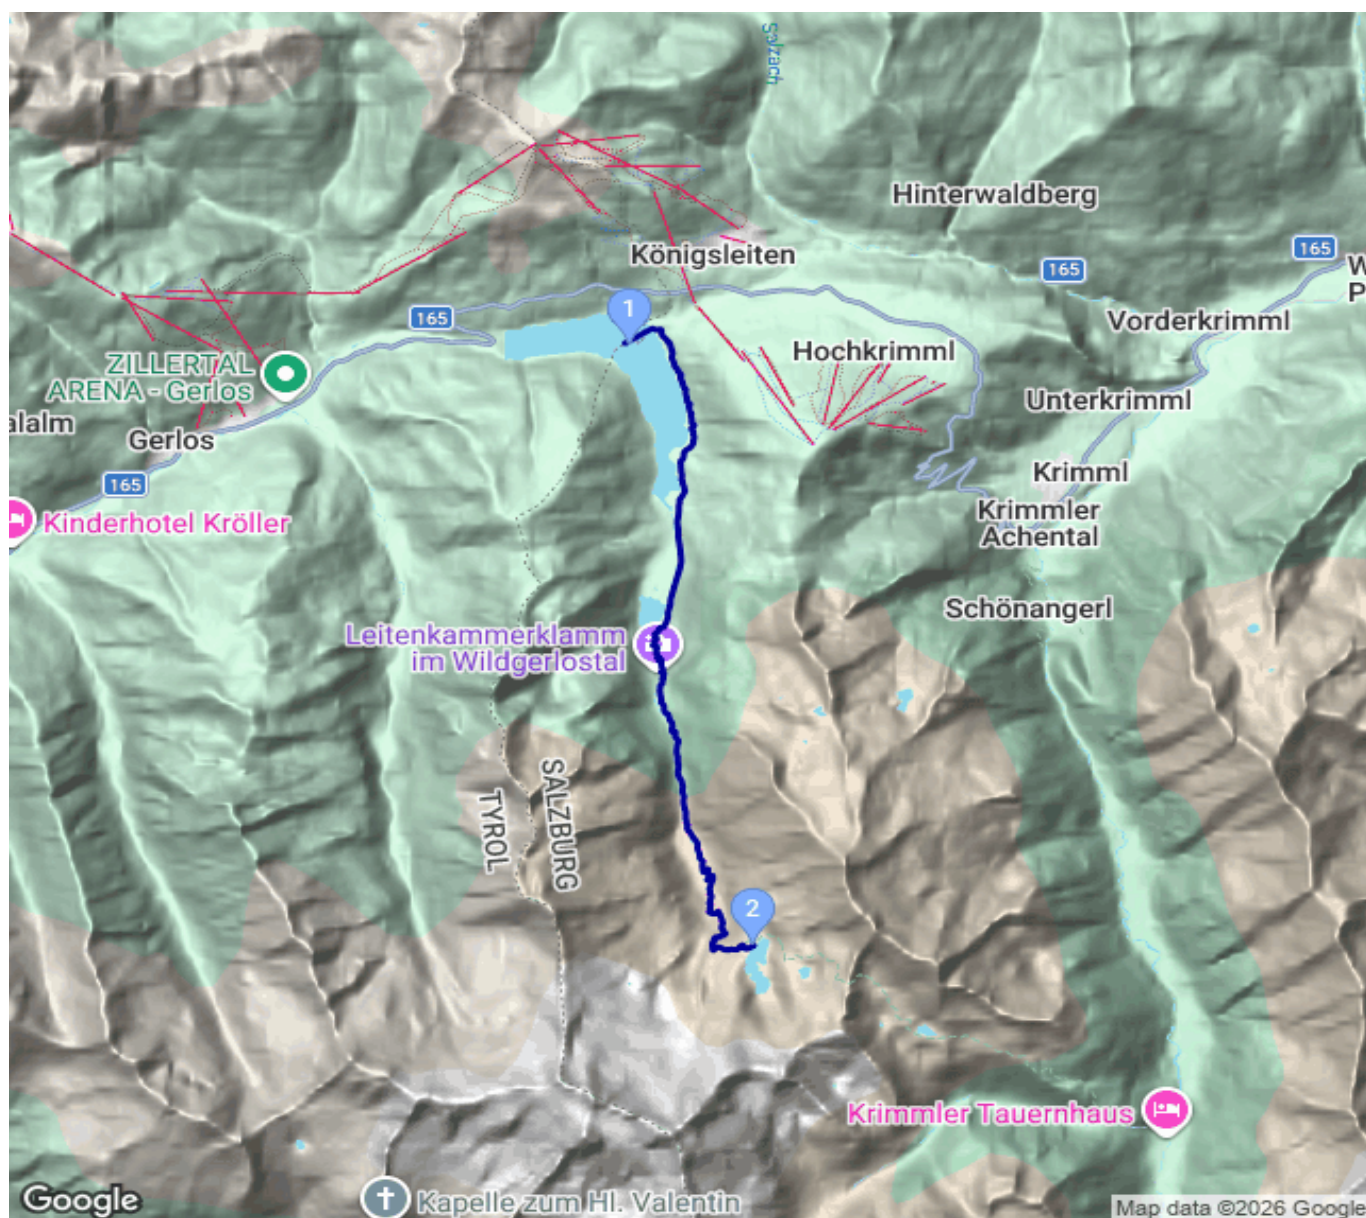 Salzach
Hinterwaldberg
Königsleiten
165
165
165
1
Vorderkrimml
ZILLERTAL
ARENA - Gerlos
Hochkrimml
Unterkrimml
Gerlos
Krimml
165
Krimmler
Achental
Kinderhotel Kröller
Schönangerl
Leitenkammerklamm
im Wildgerlostal
SALZBURG
TYROL
2
Krimmler Tauernhaus
Kapelle zum Hl. Valentin
Google
Map data ©2026 Google